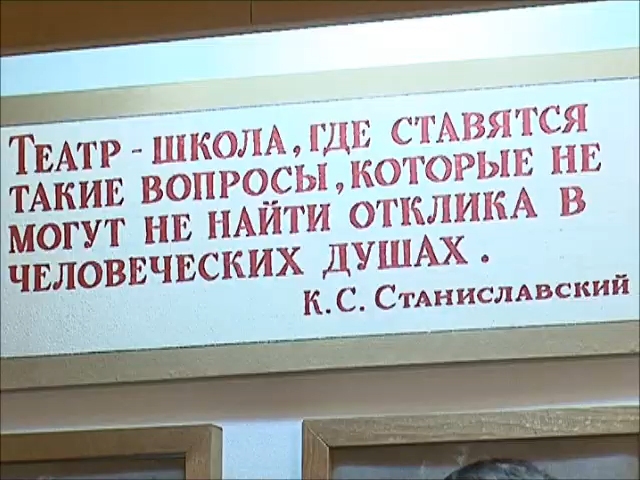 Театр - школа, где ставятся
такие вопросы, которые не
могут не найти отклика в
человеческих душах.
К.С. Станиславский